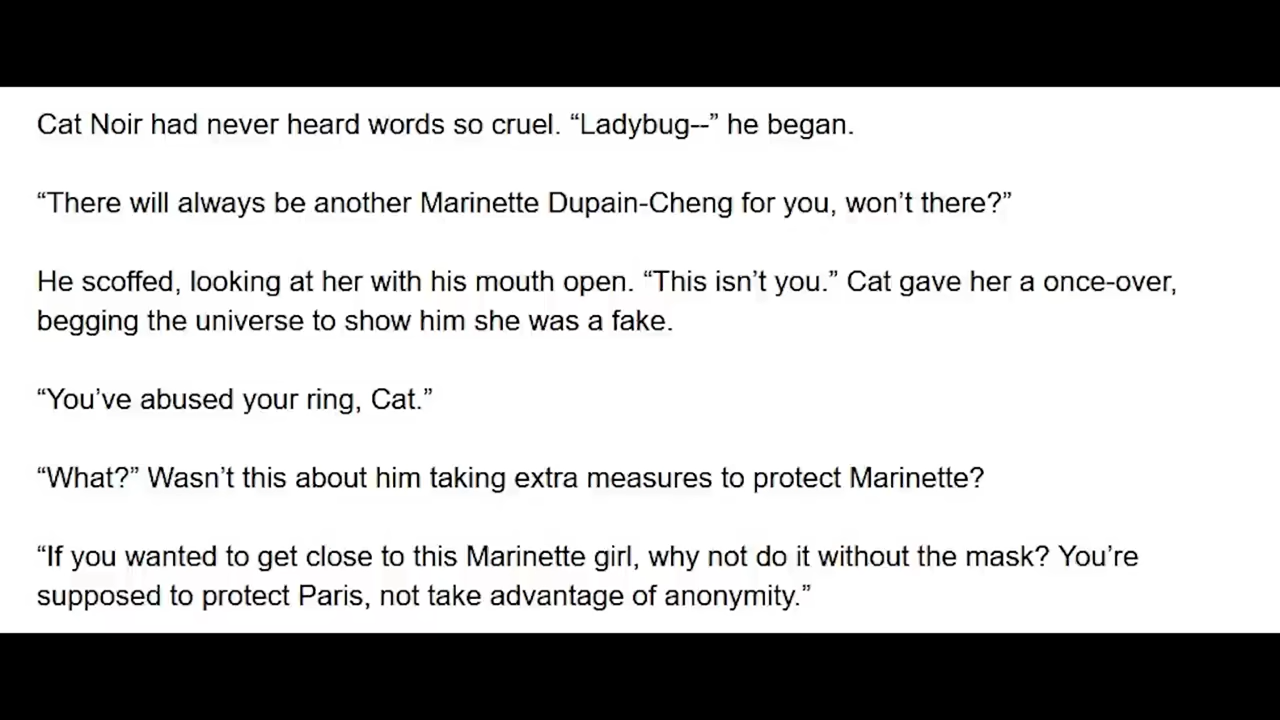 Cat Noir had never heard words so cruel. “Ladybug--” he began.
“There will always be another Marinette Dupain-Cheng for you, won’t there?”
He scoffed, looking at her with his mouth open. “This isn’t you.” Cat gave her a once-over,
begging the universe to show him she was a fake.
“You’ve abused your ring, Cat.”
“What?” Wasn’t this about him taking extra measures to protect Marinette?
“If you wanted to get close to this Marinette girl, why not do it without the mask? You’re
supposed to protect Paris, not take advantage of anonymity.”